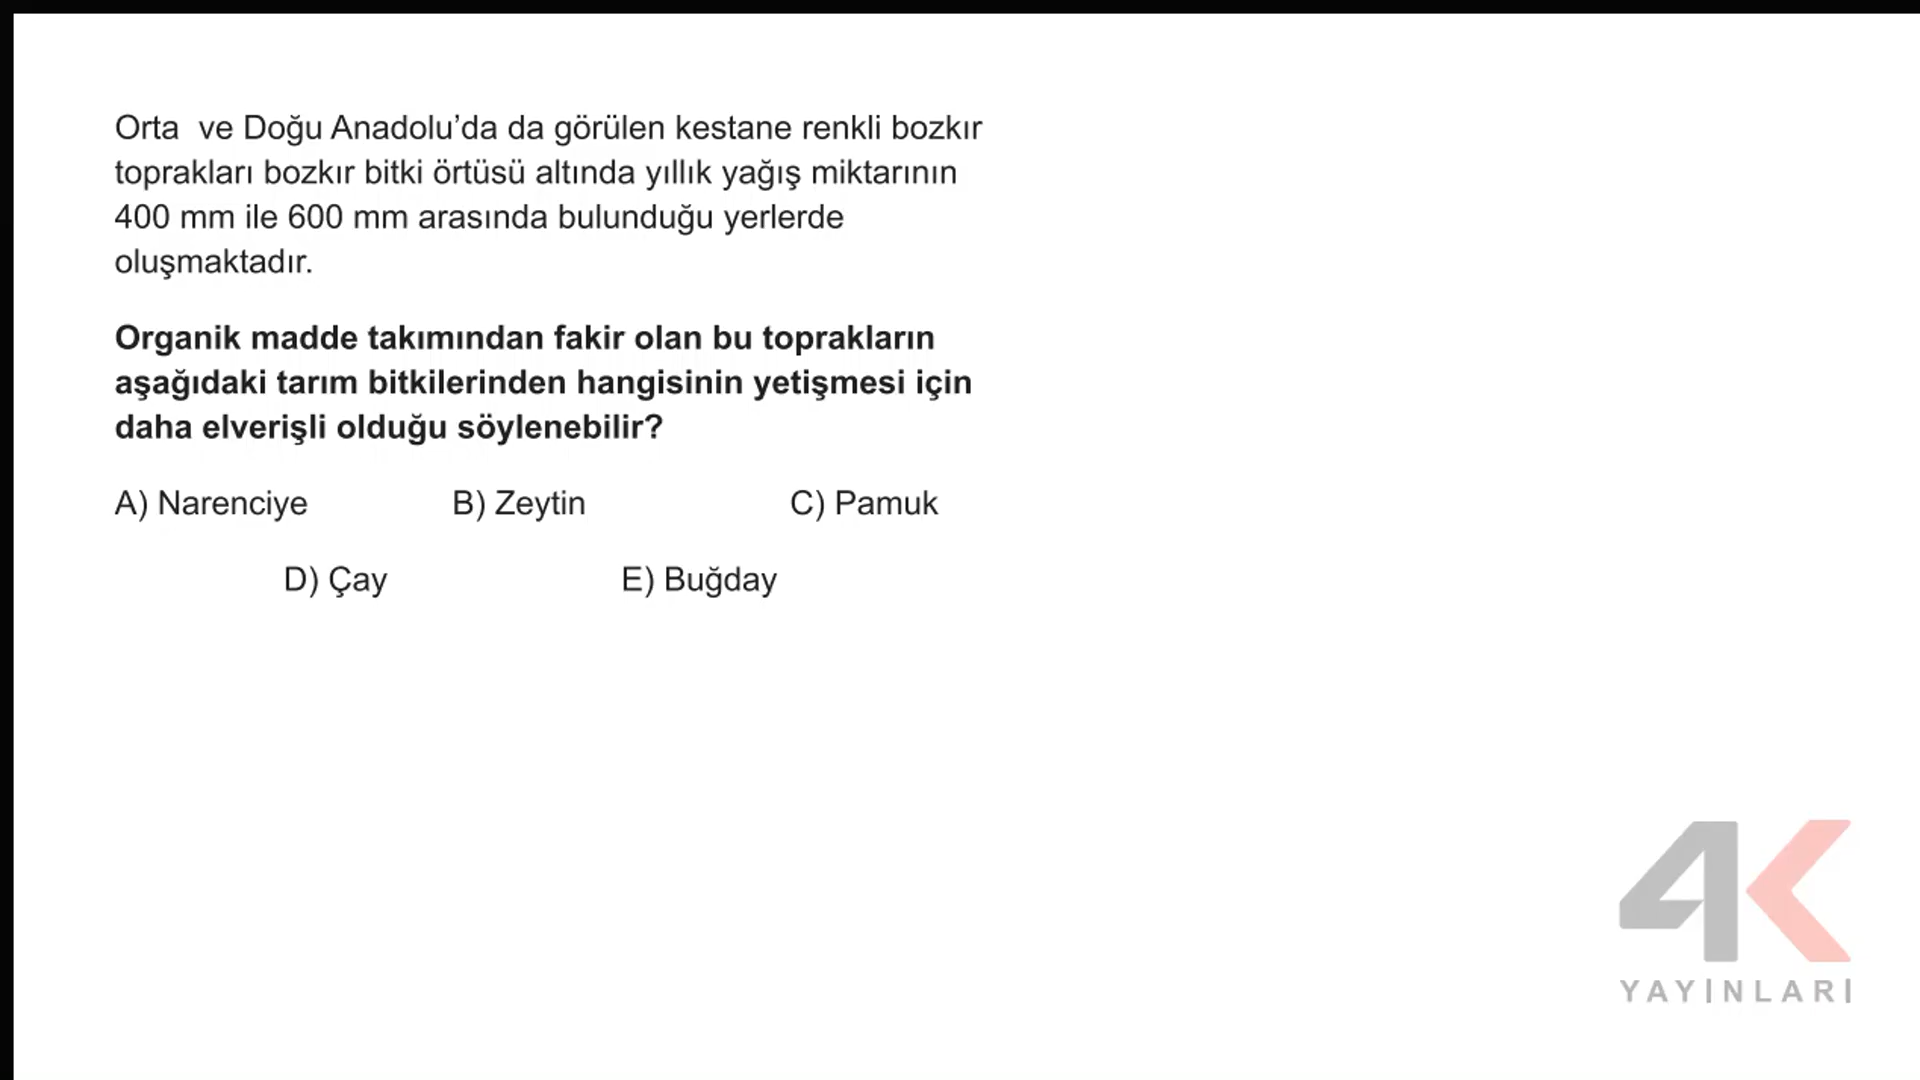 Orta ve Doğu Anadolu’da da görülen kestane renkli bozkır
toprakları bozkır bitki örtüsü altında yıllık yağış miktarının
400 mm ile 600 mm arasında bulunduğu yerlerde
oluşmaktadır.
Organik madde takımından fakir olan bu toprakların
aşağıdaki tarım bitkilerinden hangisinin yetişmesi için
daha elverişli olduğu söylenebilir?
A) Narenciye B) Zeytin C) Pamuk
D) Çay E) Buğday
4K
YAYINLARI